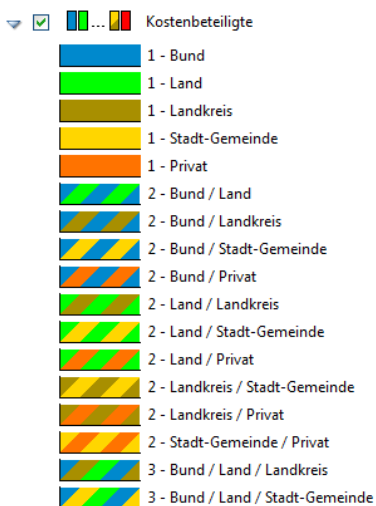 ... Kostenbeteiligte
1 - Bund
1 - Land
1 - Landkreis
1 - Stadt-Gemeinde
1 - Privat
2 - Bund / Land
2 - Bund / Landkreis
2 - Bund / Stadt-Gemeinde
2 - Bund / Privat
2 - Land / Landkreis
2 - Land / Stadt-Gemeinde
2 - Land / Privat
2 - Landkreis / Stadt-Gemeinde
2 - Landkreis / Privat
2 - Stadt-Gemeinde / Privat
3 - Bund / Land / Landkreis
3 - Bund / Land / Stadt-Gemeinde